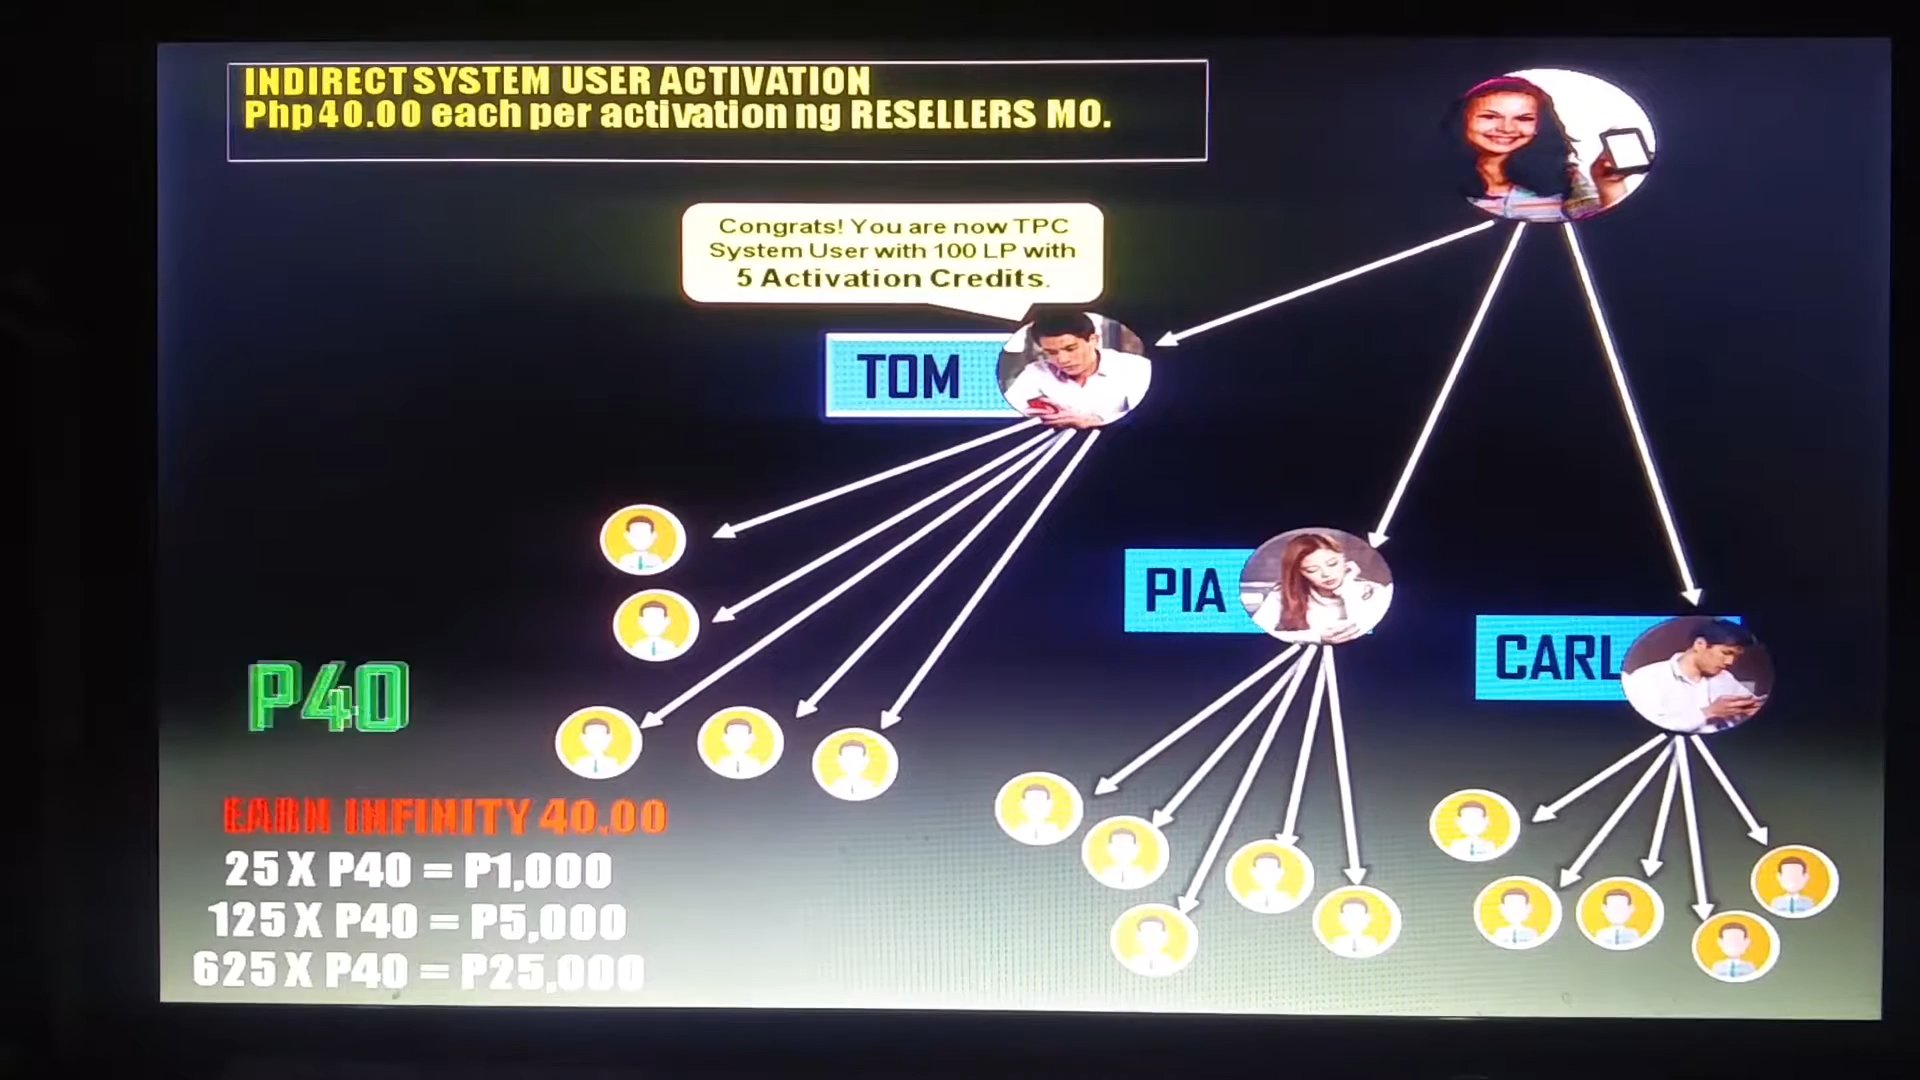 INDIRECT SYSTEM USER ACTIVATION
Php40.00 each per activation ng RESELLERS MO.
Congrats! You are now TPC
System User with 100 LP with
5 Activation Credits.
TOM
PIA
CARL
P40
EARN INFINITY 40.00
25 X P40 = P1,000
125 X P40 = P5,000
625 X P40 = P25,000